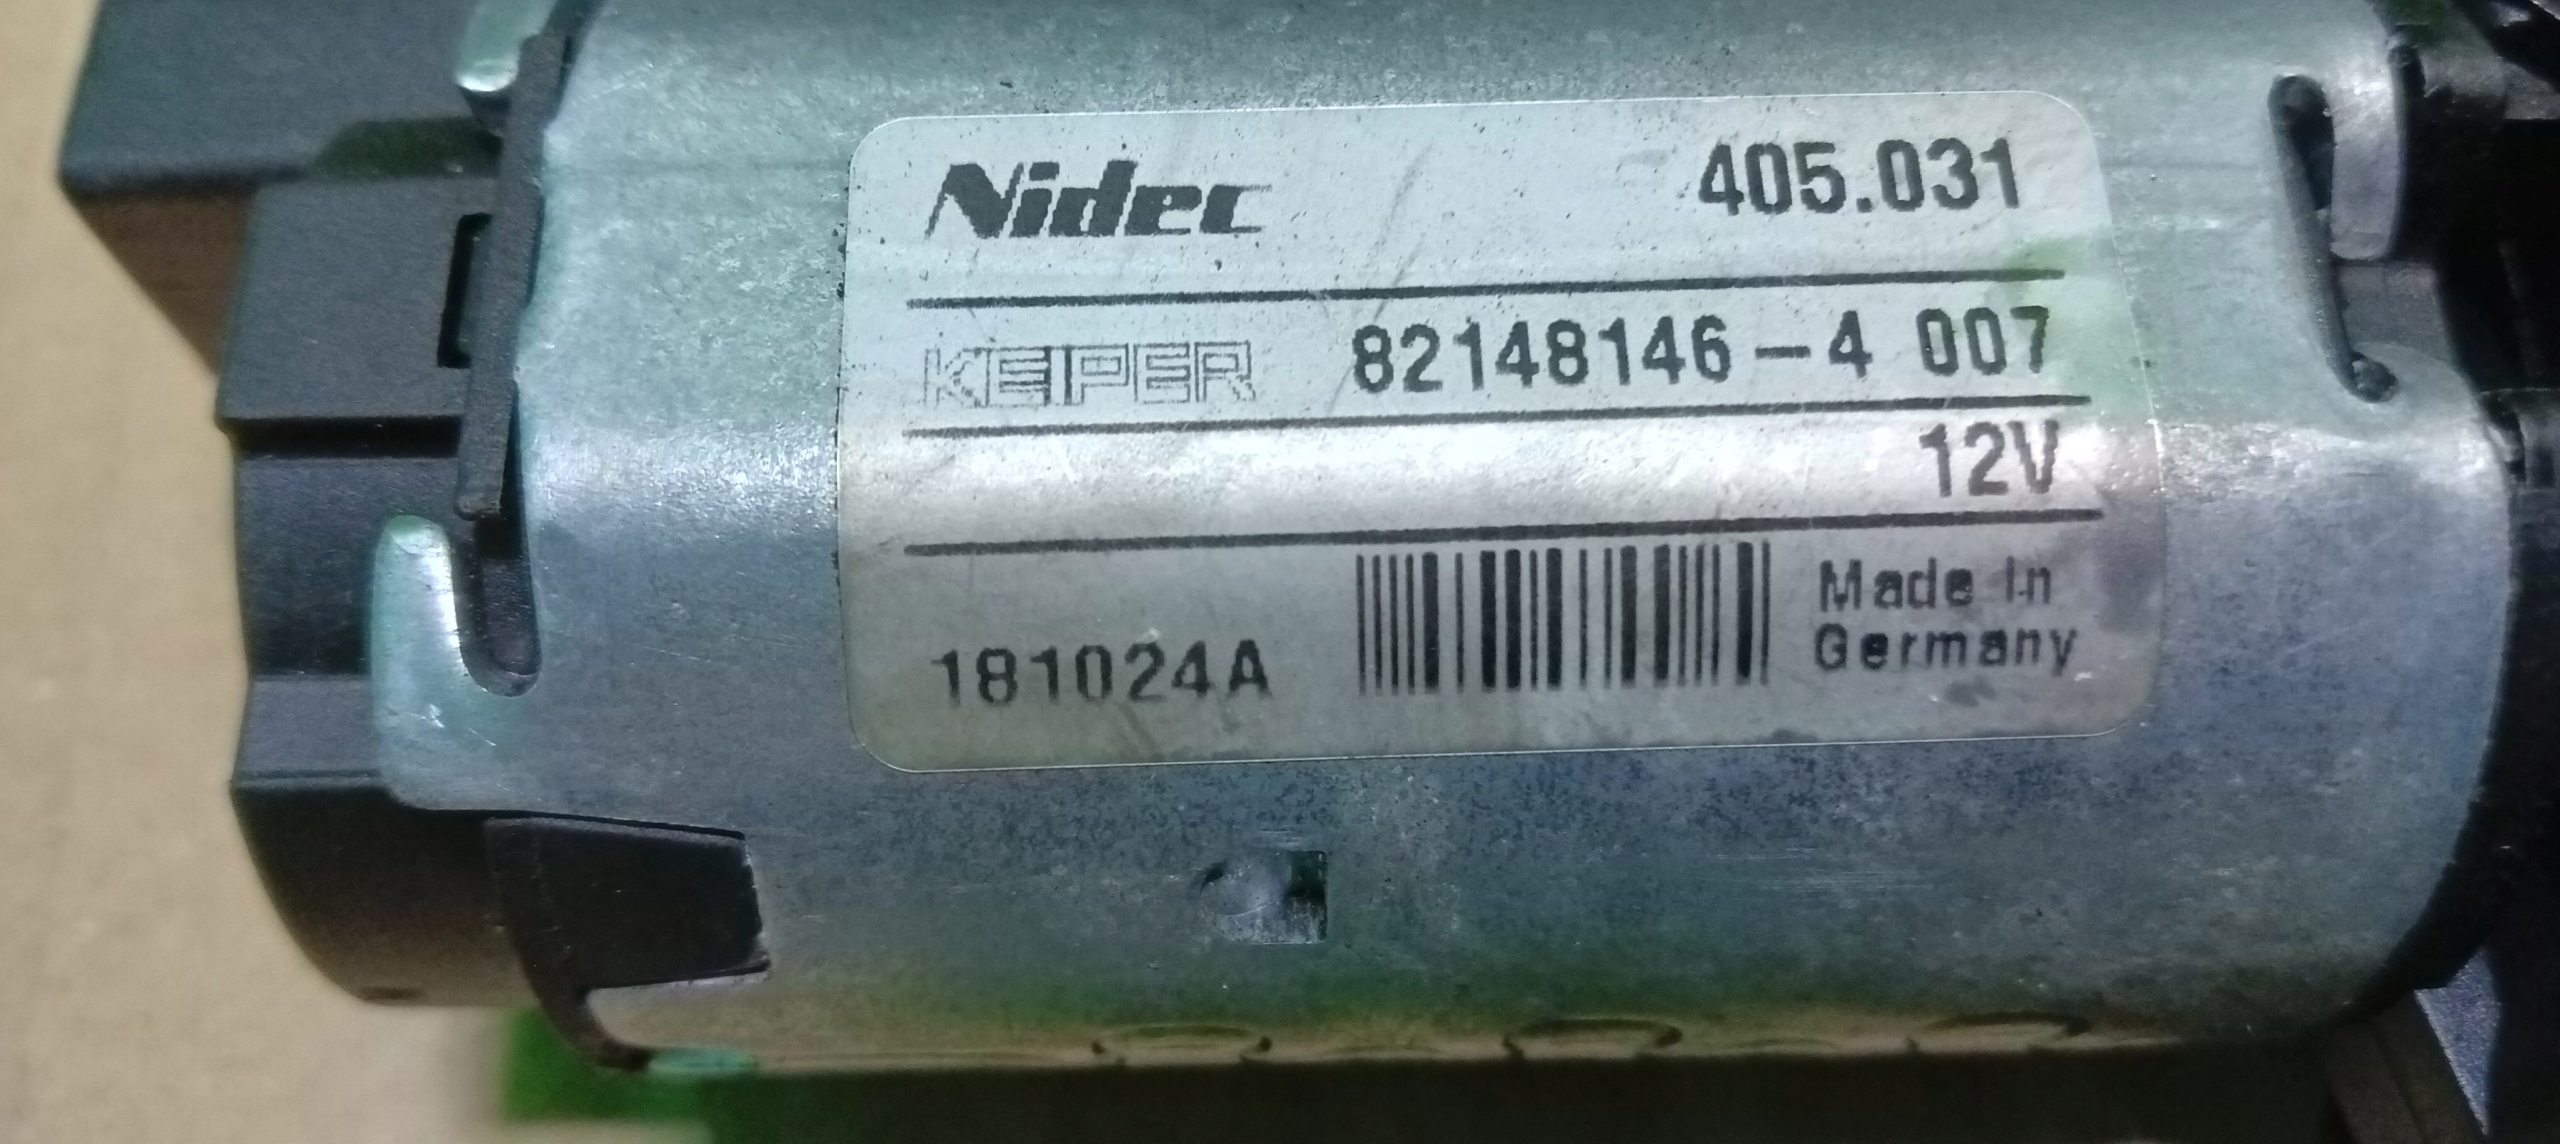 Nidec 405.031
KEIPER 82148146-4 007
12V
181024A Made In
Germany